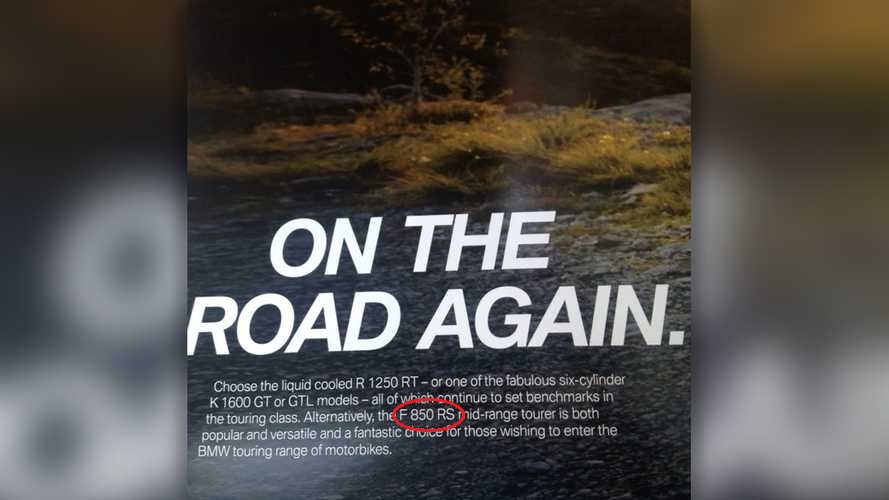 ON THE
ROAD AGAIN.
Choose the liquid cooled R 1250 RT – or one of the fabulous six-cylinder
K 1600 GT or GTL models – all of which continue to set benchmarks in
the touring class. Alternatively, the F 850 RS mid-range tourer is both
popular and versatile and a fantastic choice for those wishing to enter the
BMW touring range of motorbikes.